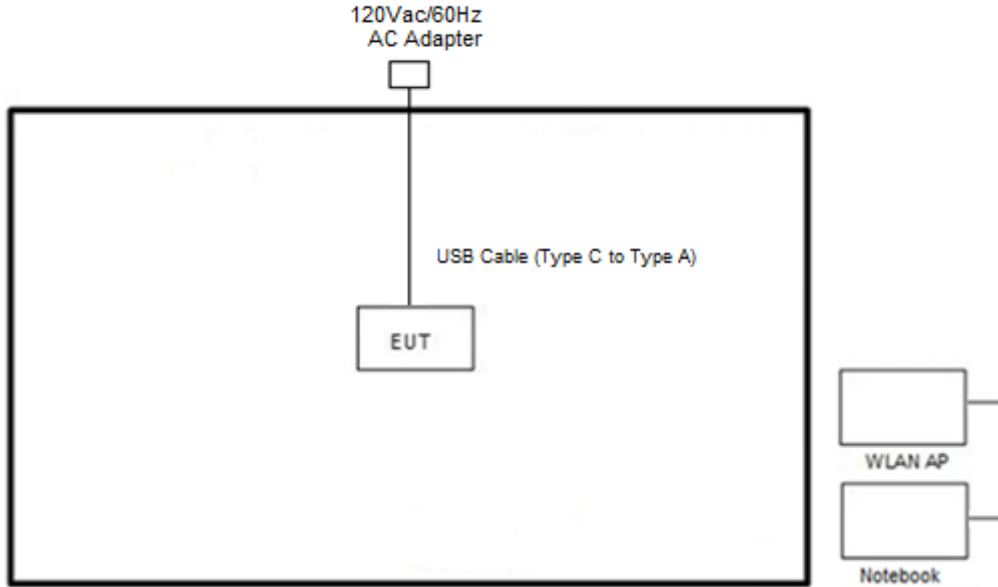 120Vac/60Hz
AC Adapter
USB Cable (Type C to Type A)
EUT
WLAN AP
Notebook